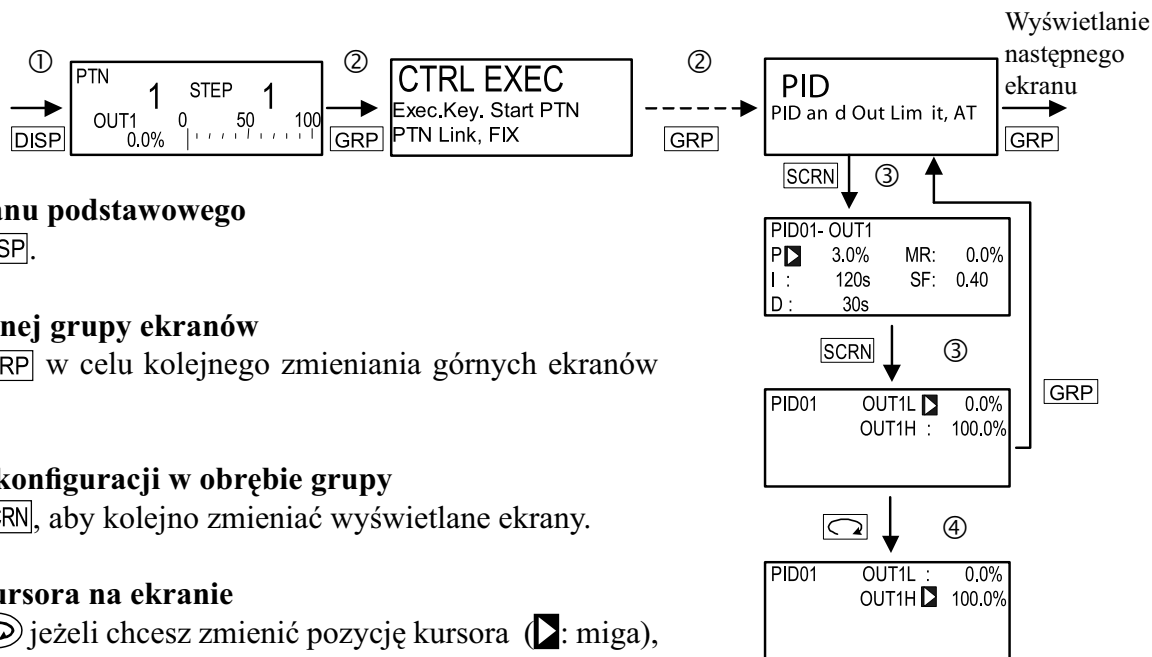 Wyświetlanie
następnego
ekranu
①
②
②
PTN 1 STEP 1
OUT1 0 50 100
0.0%
CTRL EXEC
Exec.Key. Start PTN
PTN Link, FIX
PID
PID an d Out Lim it, AT
DISP
GRP
GRP
GRP
SCRN ③
anu podstawowego
SP.
PID01- OUT1
P 3.0% MR: 0.0%
I : 120s SF: 0.40
D : 30s
nej grupy ekranów
RP w celu kolejnego zmieniania górnych ekranów
SCRN ③
GRP
PID01 OUT1L 0.0%
OUT1H : 100.0%
konfiguracji w obrębie grupy
CRN, aby kolejno zmieniać wyświetlane ekrany.
④
ursora na ekranie
jeżeli chcesz zmienić pozycję kursora (▶: miga),
PID01 OUT1L : 0.0%
OUT1H 100.0%